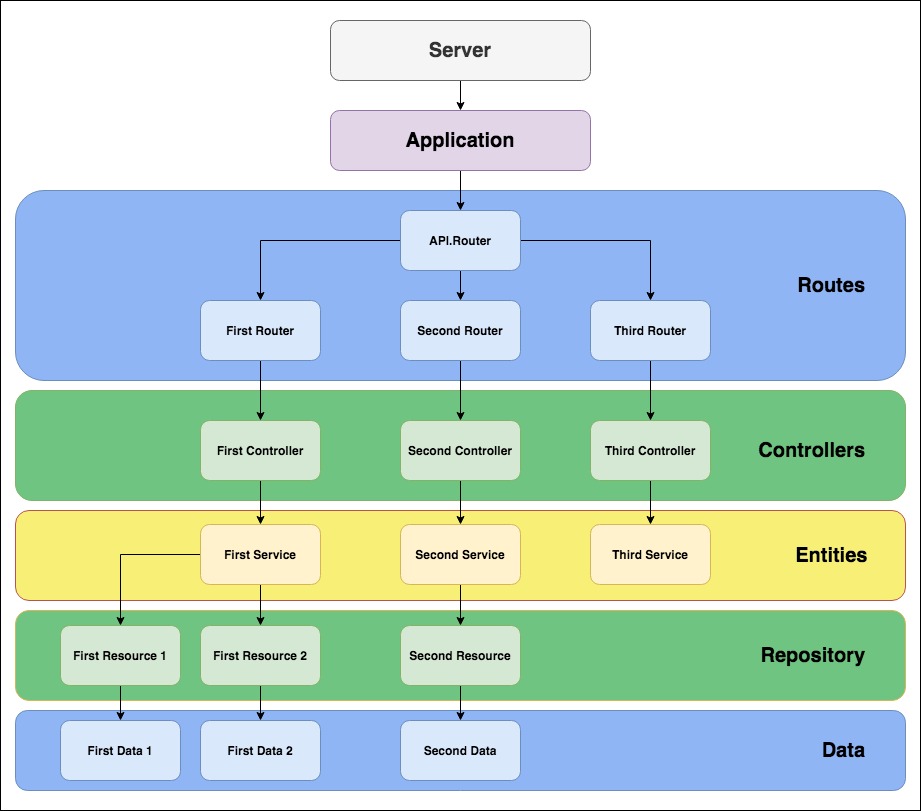 Server
Application
API.Router
Routes
First Router
Second Router
Third Router
First Controller
Second Controller
Third Controller
Controllers
First Service
Second Service
Third Service
Entities
First Resource 1
First Resource 2
Second Resource
Repository
First Data 1
First Data 2
Second Data
Data